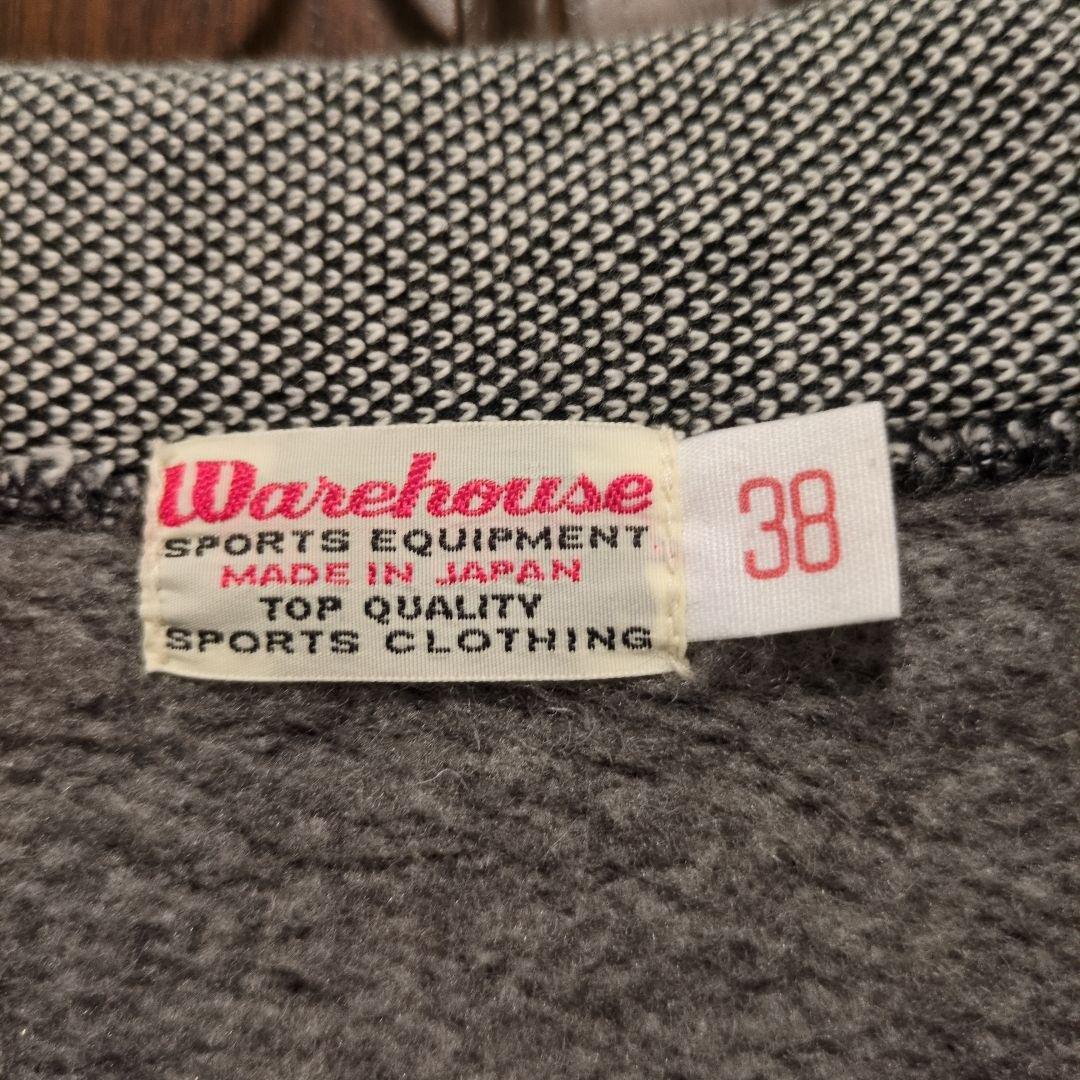 Warehouse
SPORTS EQUIPMENT
MADE IN JAPAN
TOP QUALITY
SPORTS CLOTHING
38